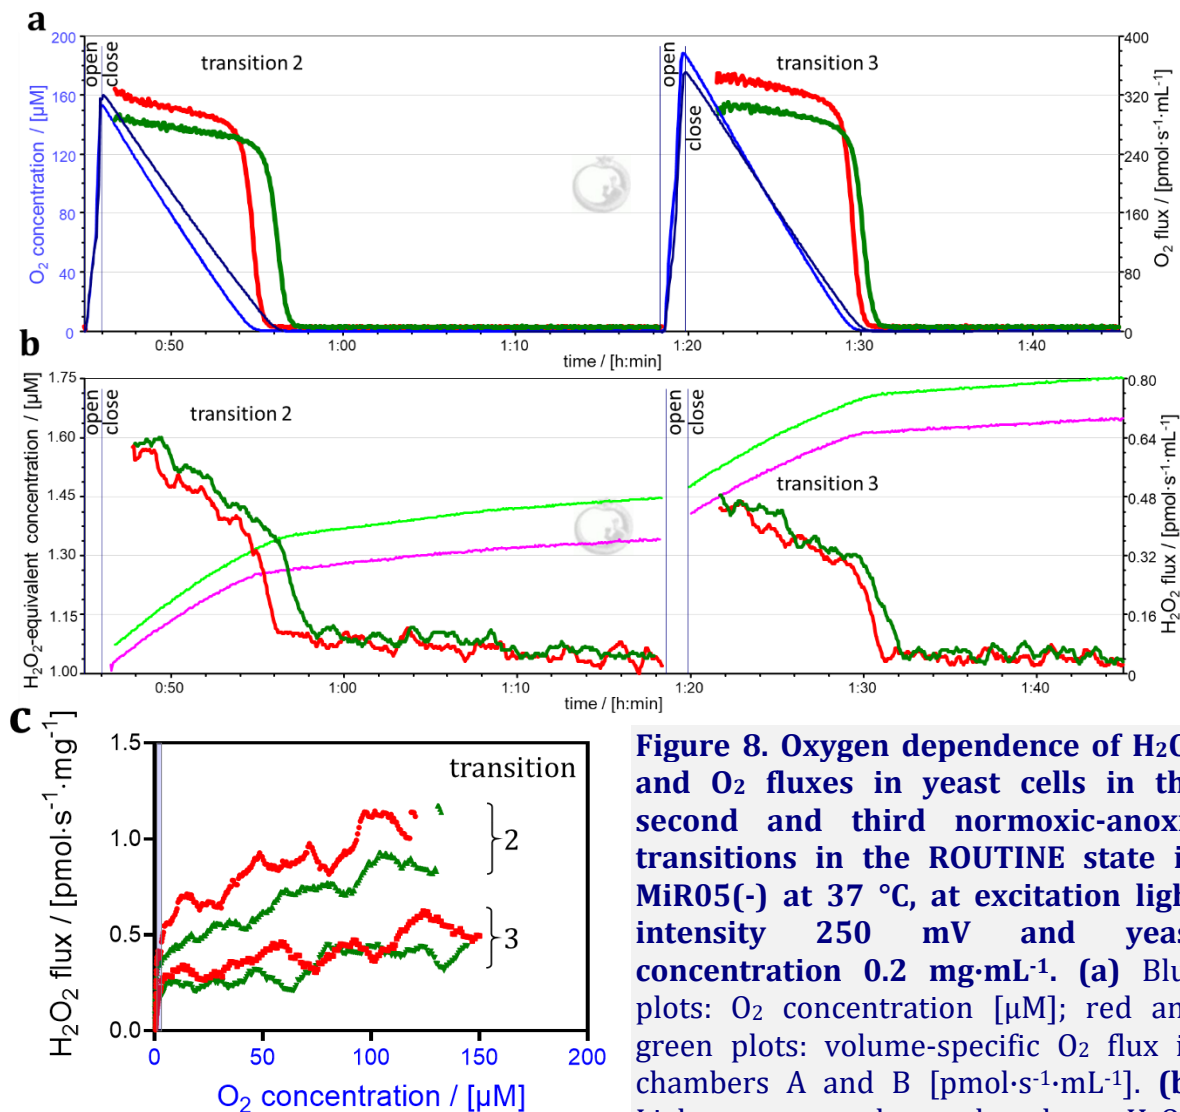 a
200
160
120
80
40
0
O2 concentration / [µM]
open
close
transition 2
open
close
transition 3
400
320
240
160
80
0
O2 flux / [pmol·s-1·mL-1]
0:50
1:00
1:10
1:20
1:30
1:40
time / [h:min]
b
1.75
1.60
1.45
1.30
1.15
1.00
H2O2-equivalent concentration / [µM]
open
close
transition 2
open
close
transition 3
0.80
0.64
0.48
0.32
0.16
0
H2O2 flux / [pmol·s-1·mL-1]
0:50
1:00
1:10
1:20
1:30
1:40
time / [h:min]
c
H2O2 flux / [pmol·s-1·mg-1]
1.5
1.0
0.5
0.0
transition
2
3
0
50
100
150
200
O2 concentration / [µM]
Figure 8. Oxygen dependence of H2O
and O2 fluxes in yeast cells in th
second and third normoxic-anoxi
transitions in the ROUTINE state i
MiR05(-) at 37 °C, at excitation ligh
intensity 250 mV and yeas
concentration 0.2 mg·mL-1. (a) Blu
plots: O2 concentration [µM]; red an
green plots: volume-specific O2 flux i
chambers A and B [pmol·s-1·mL-1]. (b